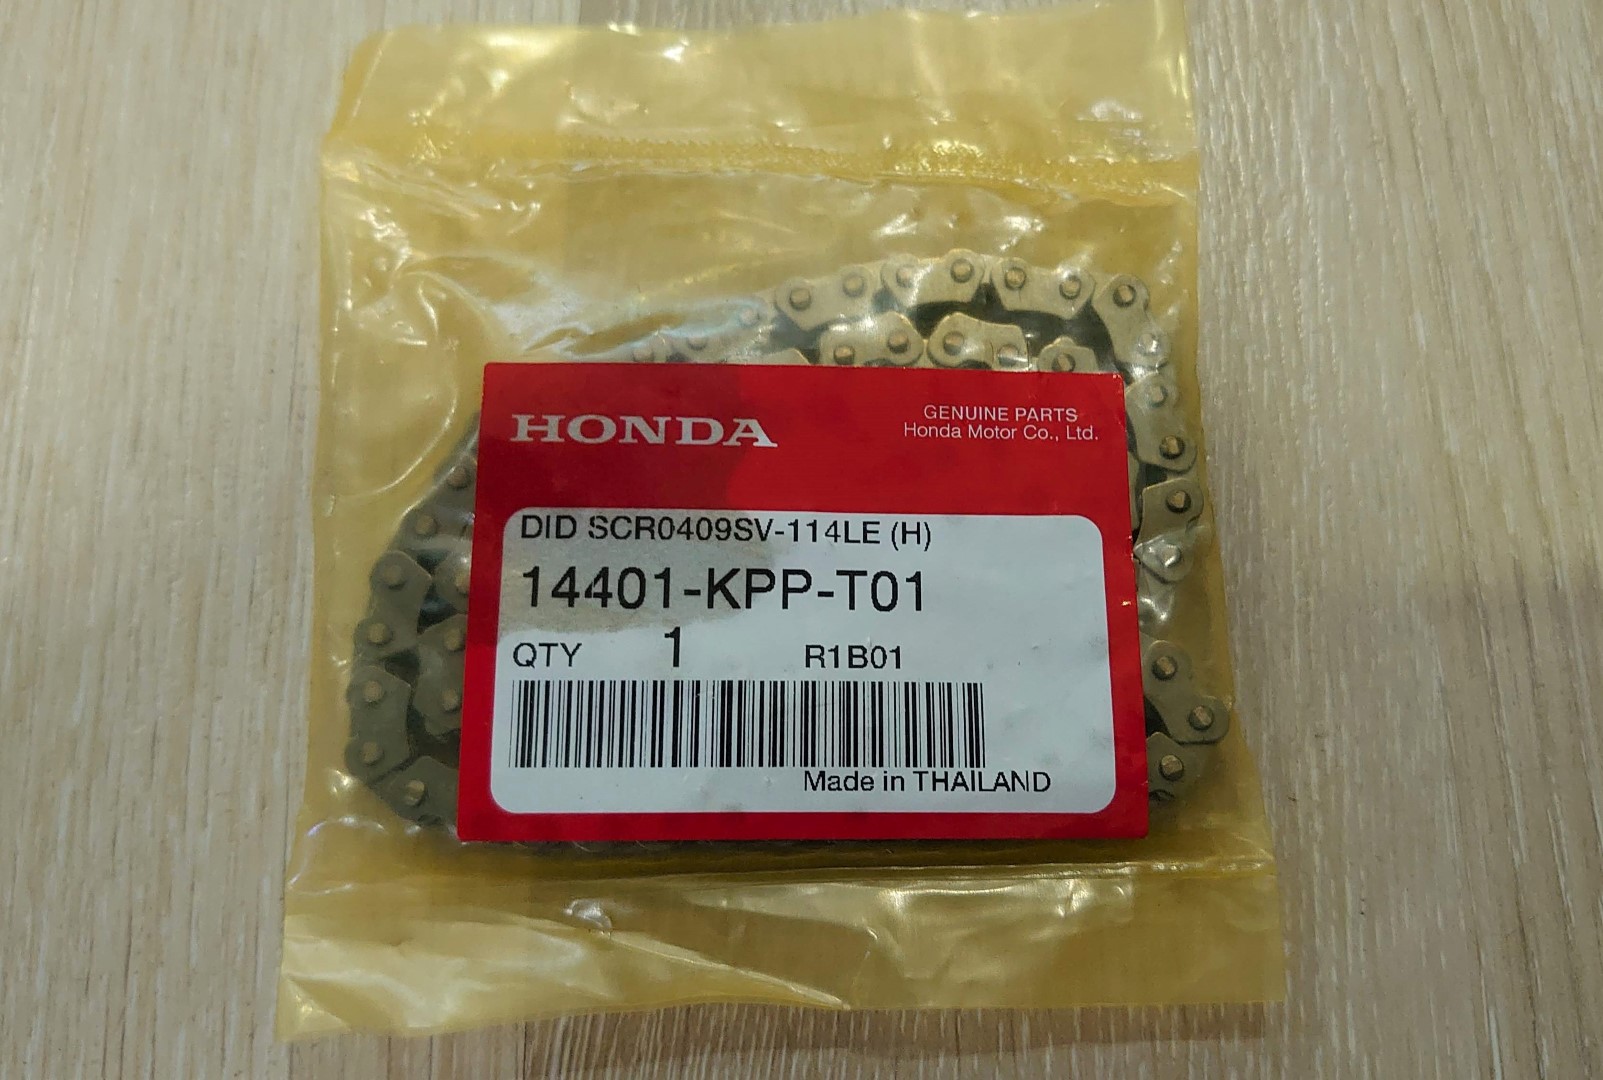 HONDA
GENUINE PARTS
Honda Motor Co., Ltd.
DID SCR0409SV-114LE (H)
14401-KPP-T01
QTY 1 R1B01
Made in THAILAND